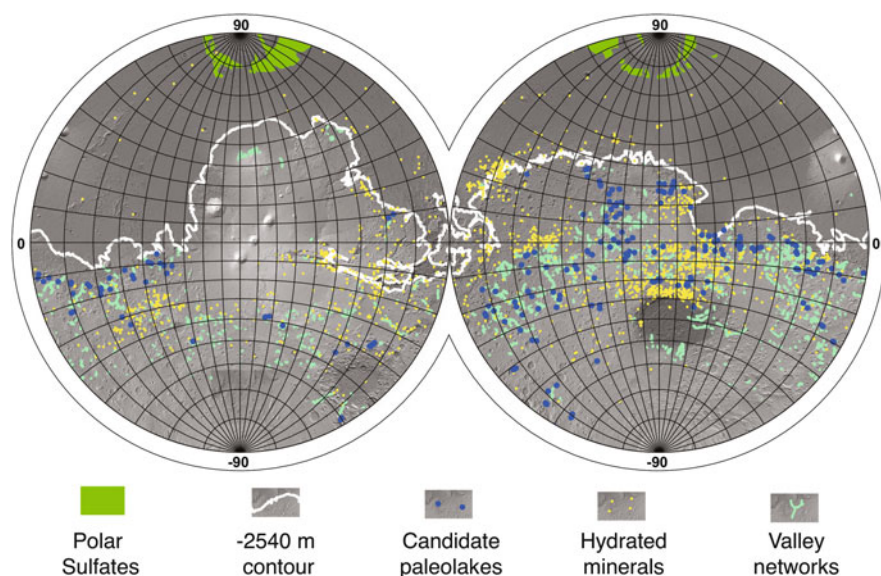 90
90
0
0
-90
-90
Polar
Sulfates
-2540 m
contour
Candidate
paleolakes
Hydrated
minerals
Valley
networks